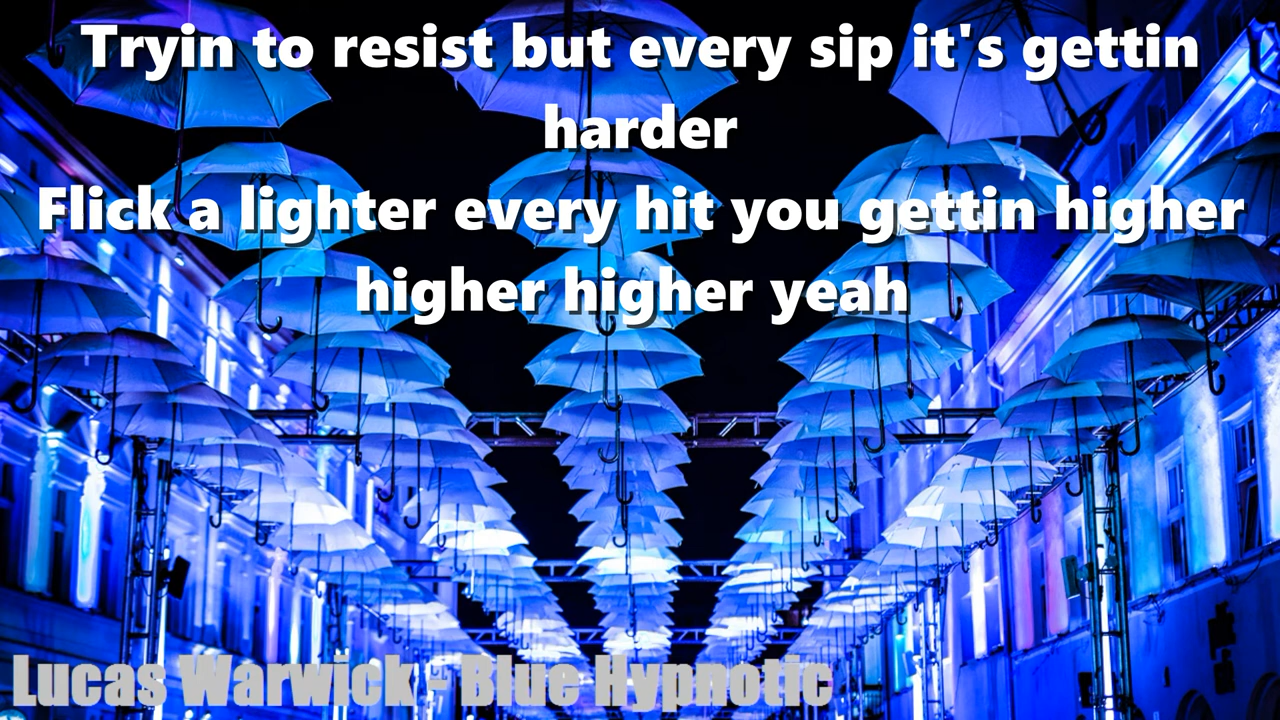 Tryin to resist but every sip it's gettin
harder
Flick a lighter every hit you gettin higher
higher higher yeah
Lucas Warwick - Blue Hypnotic